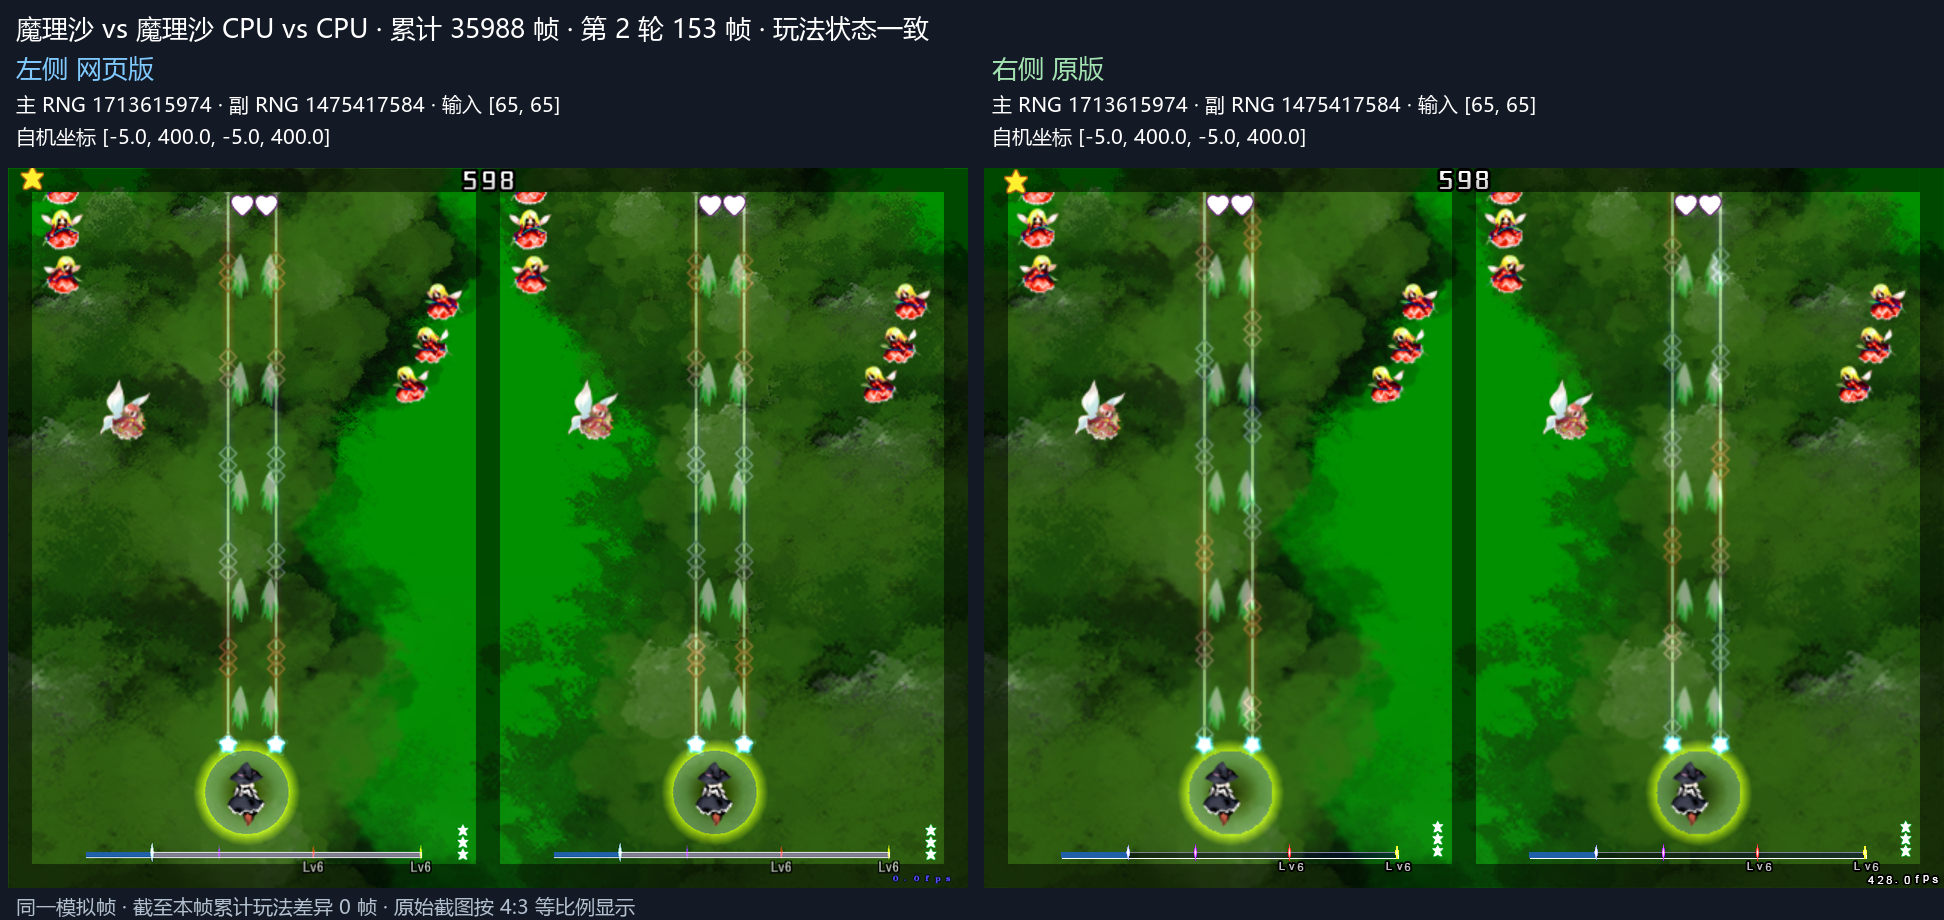 魔理沙 vs 魔理沙 CPU vs CPU · 累计 35988 帧 · 第 2 轮 153 帧 · 玩法状态一致
左侧 网页版
主 RNG 1713615974 · 副 RNG 1475417584 · 输入 [65, 65]
自机坐标 [-5.0, 400.0, -5.0, 400.0]
右侧 原版
主 RNG 1713615974 · 副 RNG 1475417584 · 输入 [65, 65]
自机坐标 [-5.0, 400.0, -5.0, 400.0]
598
Lv6 Lv6 Lv6 Lv6
0.0fps
598
Lv6 Lv6 Lv6 Lv6
428.0fps
同一模拟帧 · 截至本帧累计玩法差异 0 帧 · 原始截图按 4:3 等比例显示